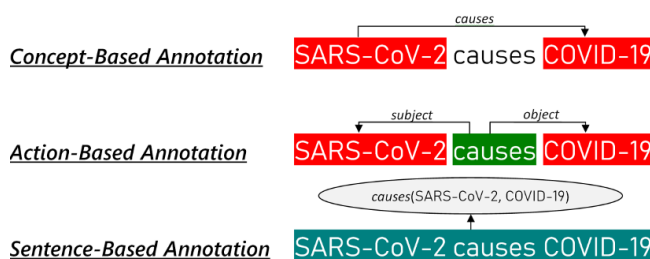 causes
Concept-Based Annotation SARS-CoV-2 causes COVID-19
subject object
Action-Based Annotation SARS-CoV-2 causes COVID-19
causes(SARS-CoV-2, COVID-19)
Sentence-Based Annotation SARS-CoV-2 causes COVID-19